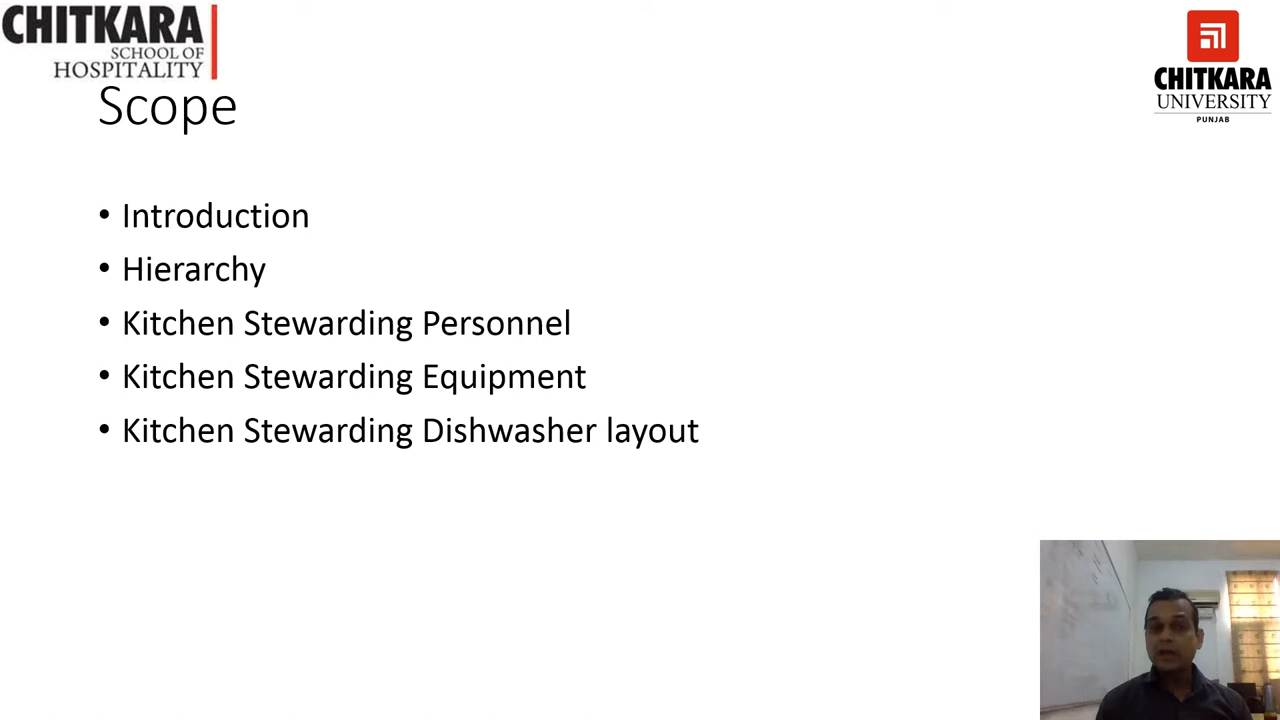 CHITKARA
SCHOOL OF
HOSPITALITY
CHITKARA
UNIVERSITY
PUNJAB
Scope
• Introduction
• Hierarchy
• Kitchen Stewarding Personnel
• Kitchen Stewarding Equipment
• Kitchen Stewarding Dishwasher layout